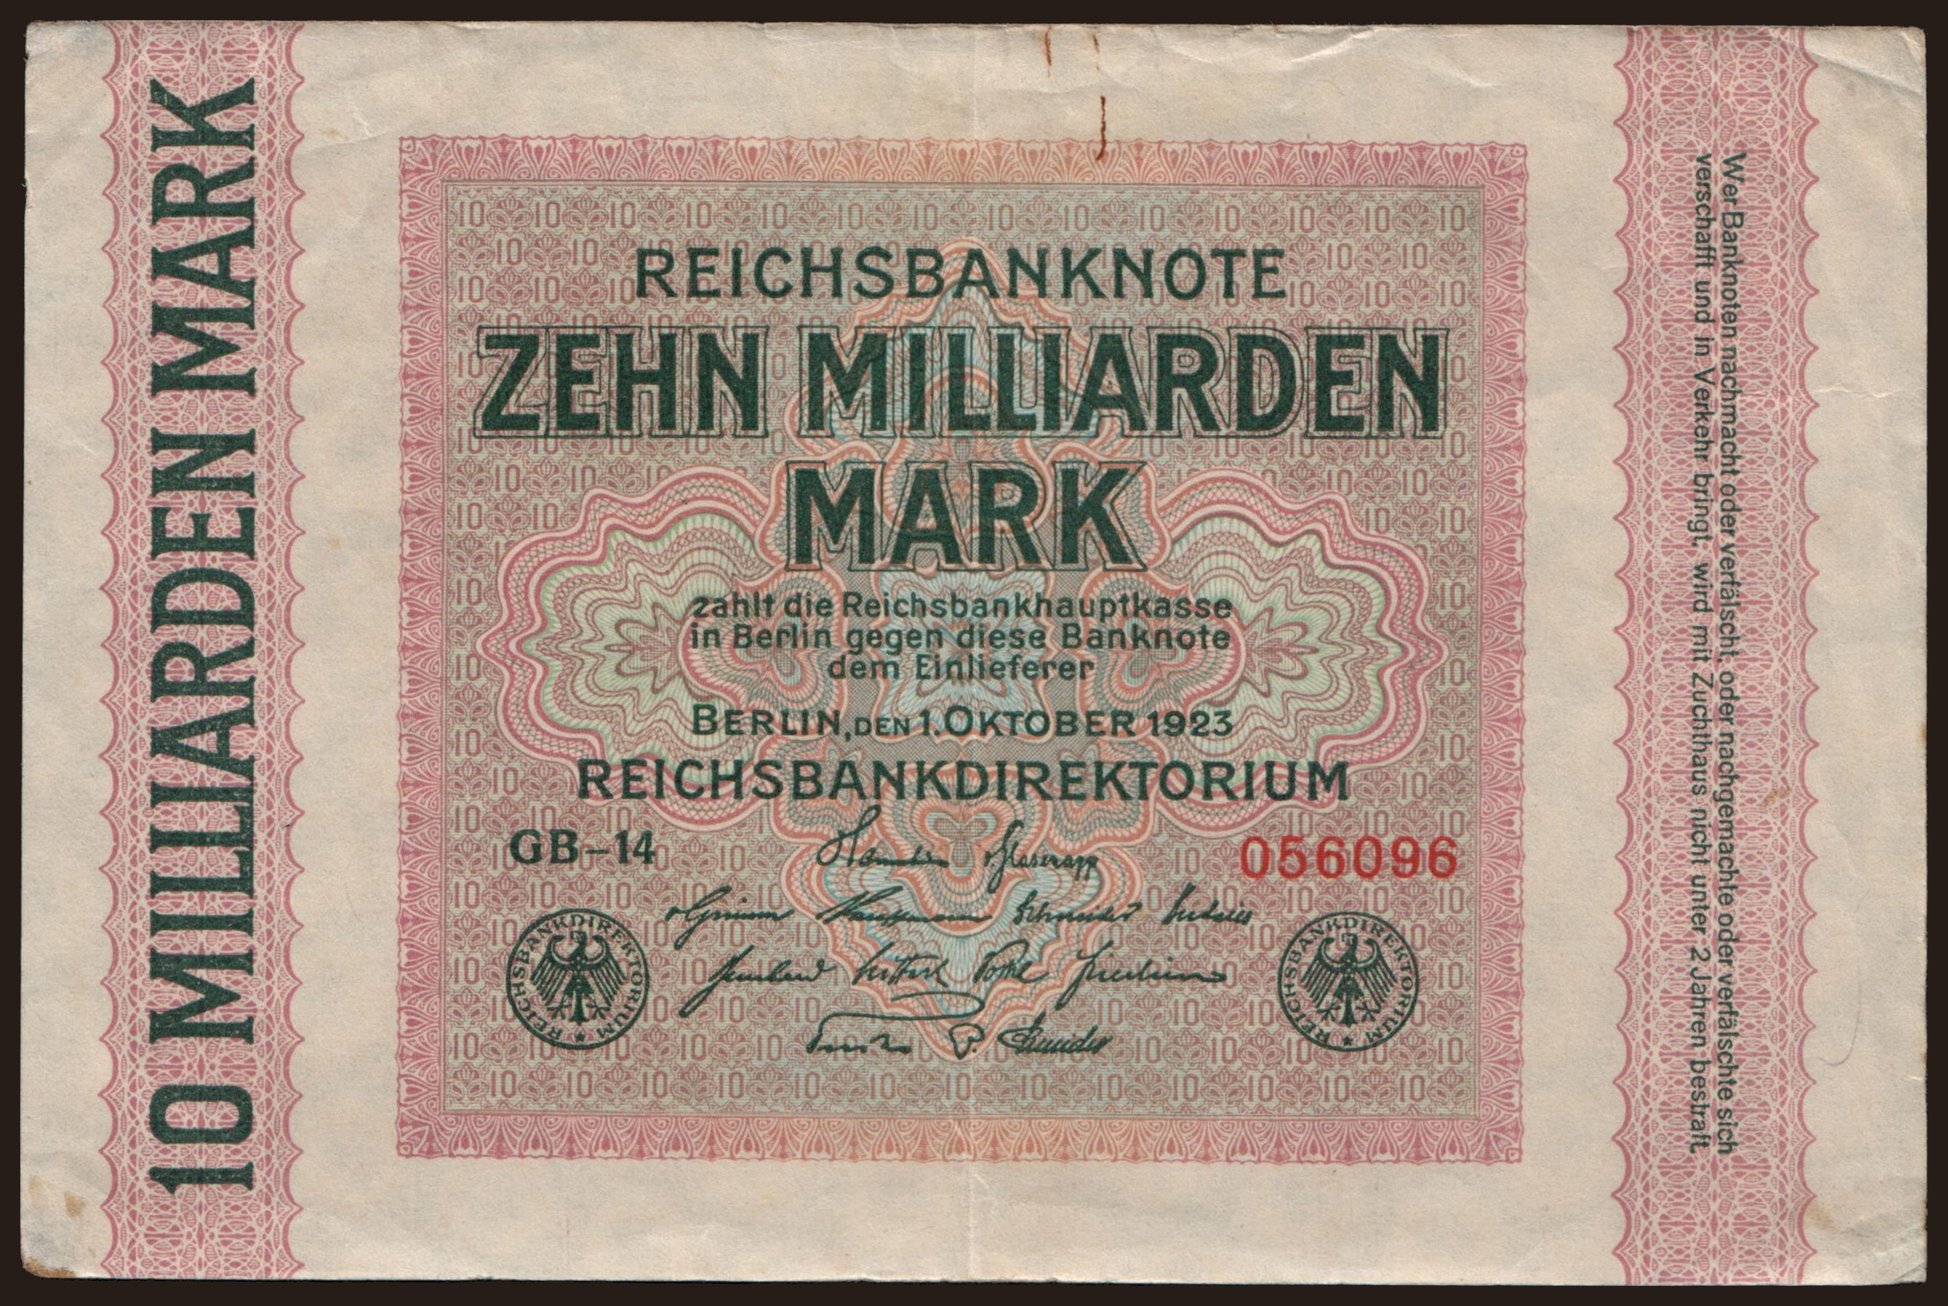 10 MILLIARDEN MARK
REICHSBANKNOTE
ZEHN MILLIARDEN
MARK
zahlt die Reichsbankhauptkasse
in Berlin gegen diese Banknote
dem Einlieferer
BERLIN, DEN 1. OKTOBER 1923
REICHSBANKDIREKTORIUM
GB-14
056096
REICHSBANKDIREKTORIUM
REICHSBANKDIREKTORIUM
Wer Banknoten nachmacht oder verfälscht, oder nachgemachte oder verfälschte sich
verschafft und in Verkehr bringt, wird mit Zuchthaus nicht unter 2 Jahren bestraft